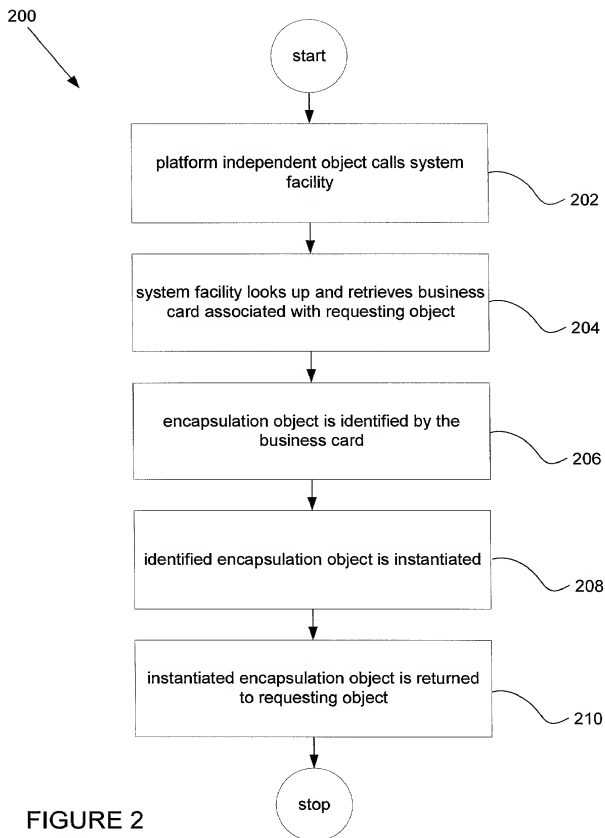 200
start
platform independent object calls system
facility
202
system facility looks up and retrieves business
card associated with requesting object
204
encapsulation object is identified by the
business card
206
identified encapsulation object is instantiated
208
instantiated encapsulation object is returned
to requesting object
210
stop
FIGURE 2